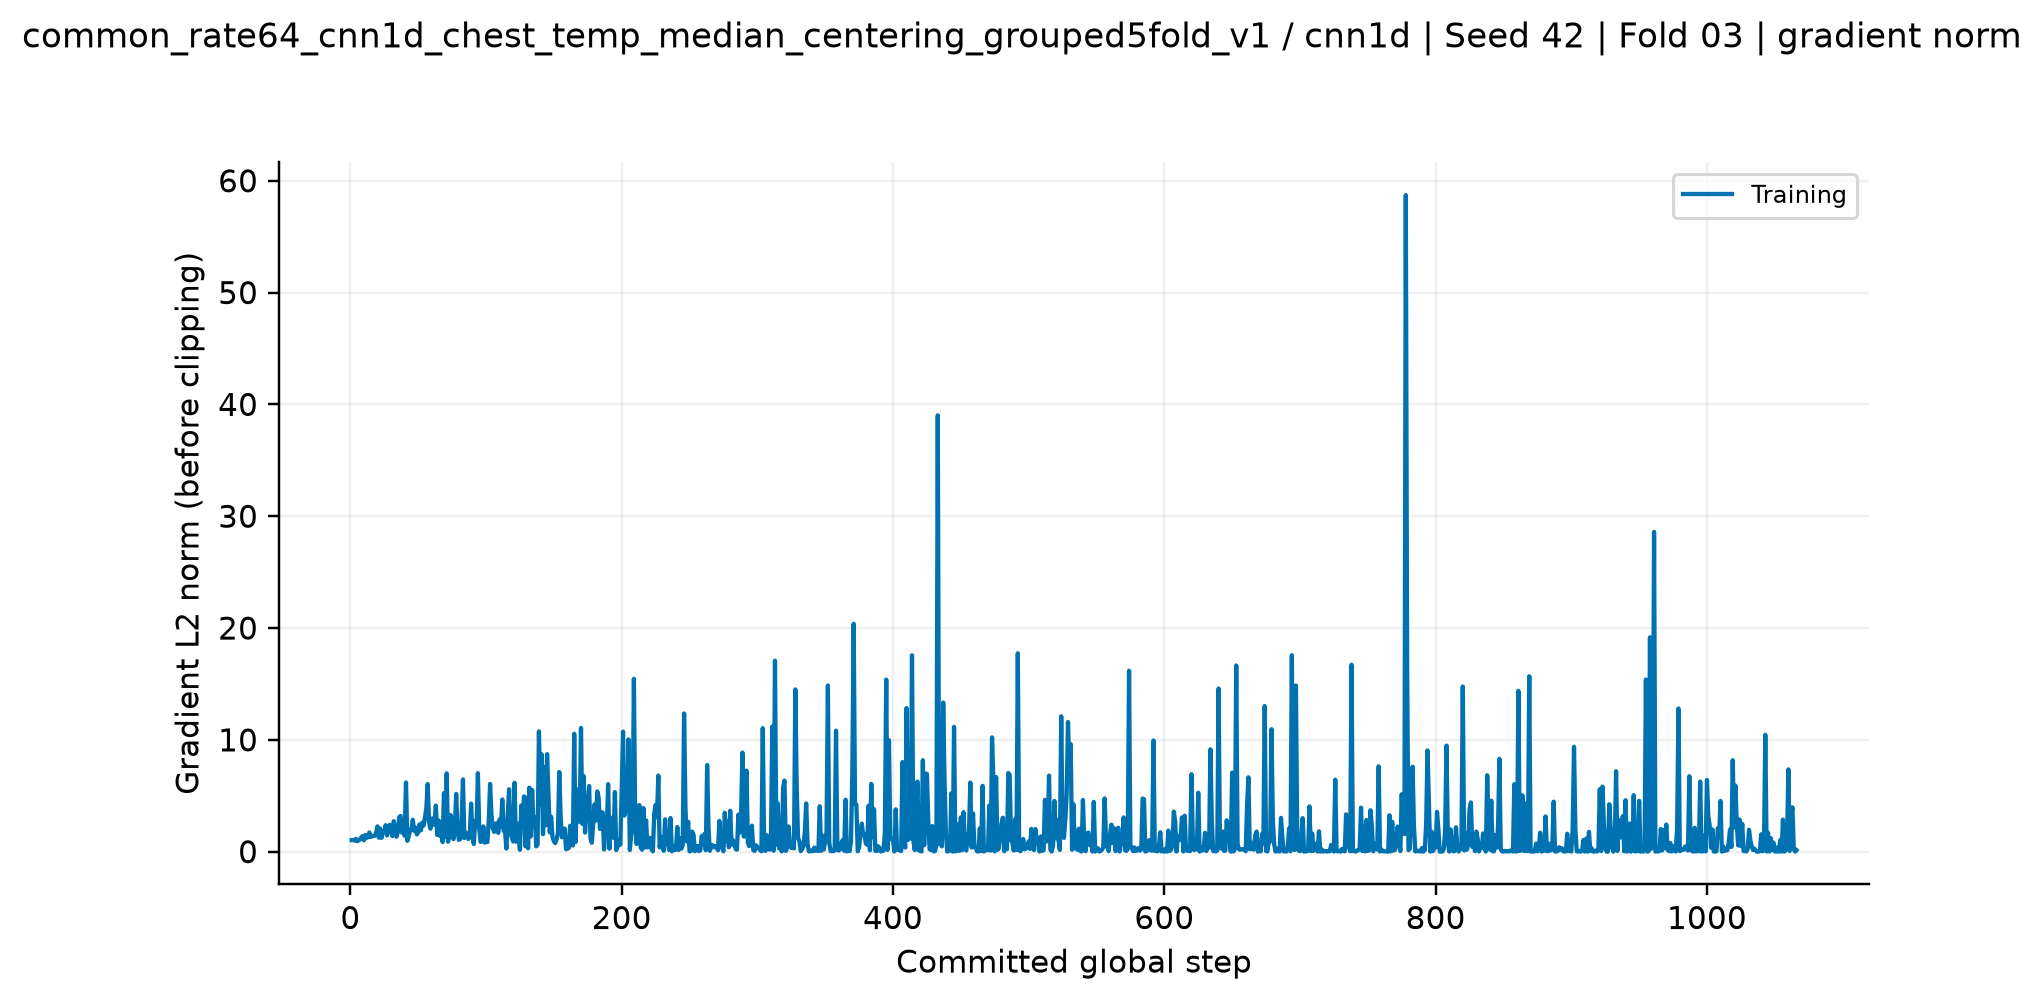 common_rate64_cnn1d_chest_temp_median_centering_grouped5fold_v1 / cnn1d | Seed 42 | Fold 03 | gradient norm
Training
Gradient L2 norm (before clipping)
60
50
40
30
20
10
0
0 200 400 600 800 1000
Committed global step